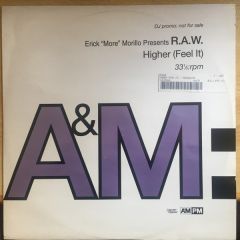 DJ promo, not for sale
Erick "More" Morillo Presents R.A.W.
Higher (Feel It)
33⅓rpm
A&M:
AM:PM